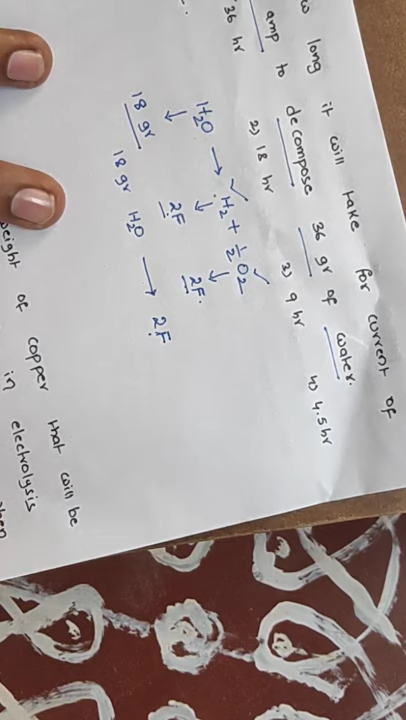 long it will take for current of
amp to decompose 36 gr of water.
36 hr 2) 18 hr 3) 9 hr 4) 4.5 hr
H₂O → H₂ + ½O₂
↓ ↓ ↓
18 gr 2F 2F.
18 gr H₂O → 2F
weight of copper that will be
in electrolysis